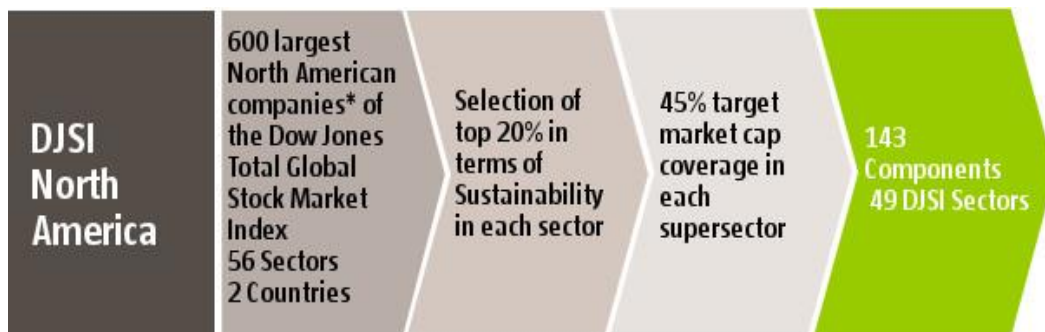 DJSI
North
America
600 largest
North American
companies* of
the Dow Jones
Total Global
Stock Market
Index
56 Sectors
2 Countries
Selection of
top 20% in
terms of
Sustainability
in each sector
45% target
market cap
coverage in
each
supersector
143
Components
49 DJSI Sectors